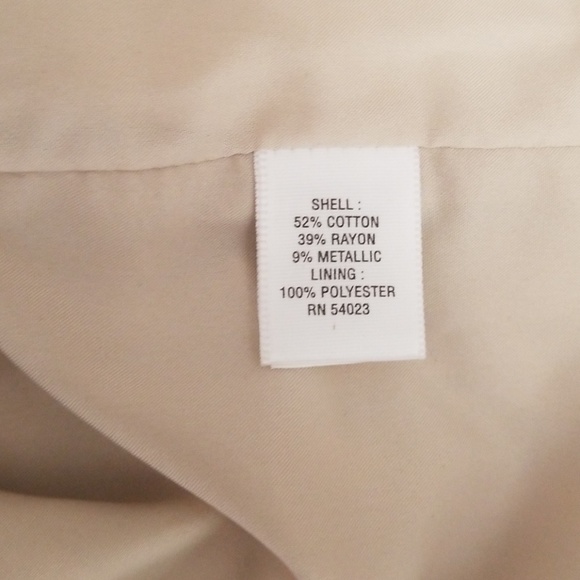 SHELL :
52% COTTON
39% RAYON
9% METALLIC
LINING :
100% POLYESTER
RN 54023